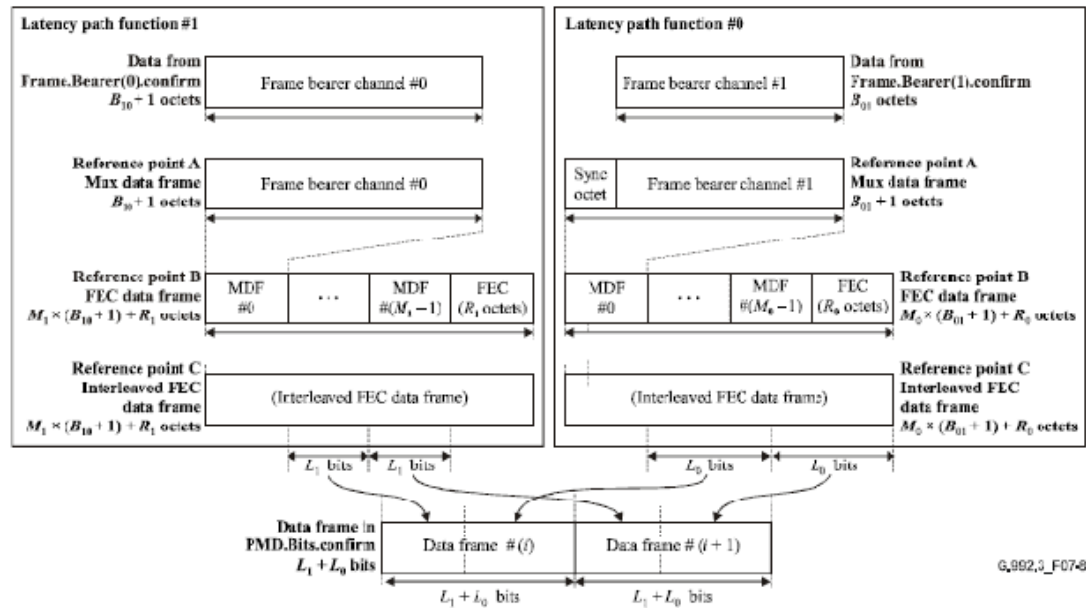 Latency path function #1
Data from
Frame.Bearer(0).confirm
B₁₀ + 1 octets
Frame bearer channel #0
Reference point A
Mux data frame
B₁₀ + 1 octets
Frame bearer channel #0
Reference point B
FEC data frame
M₁ × (B₁₀ + 1) + R₁ octets
MDF
#0
...
MDF
#(M₁ – 1)
FEC
(R₁ octets)
Reference point C
Interleaved FEC
data frame
M₁ × (B₁₀ + 1) + R₁ octets
(Interleaved FEC data frame)
L₁ bits
L₁ bits
Latency path function #0
Frame bearer channel #1
Data from
Frame.Bearer(1).confirm
B₀₁ octets
Sync
octet
Frame bearer channel #1
Reference point A
Mux data frame
B₀₁ + 1 octets
MDF
#0
...
MDF
#(M₀ – 1)
FEC
(R₀ octets)
Reference point B
FEC data frame
M₀ × (B₀₁ + 1) + R₀ octets
(Interleaved FEC data frame)
Reference point C
Interleaved FEC
data frame
M₀ × (B₀₁ + 1) + R₀ octets
L₀ bits
L₀ bits
Data frame in
PMD.Bits.confirm
L₁ + L₀ bits
Data frame # (i)
Data frame # (i + 1)
L₁ + L₀ bits
L₁ + L₀ bits
G.992.3_F07-8